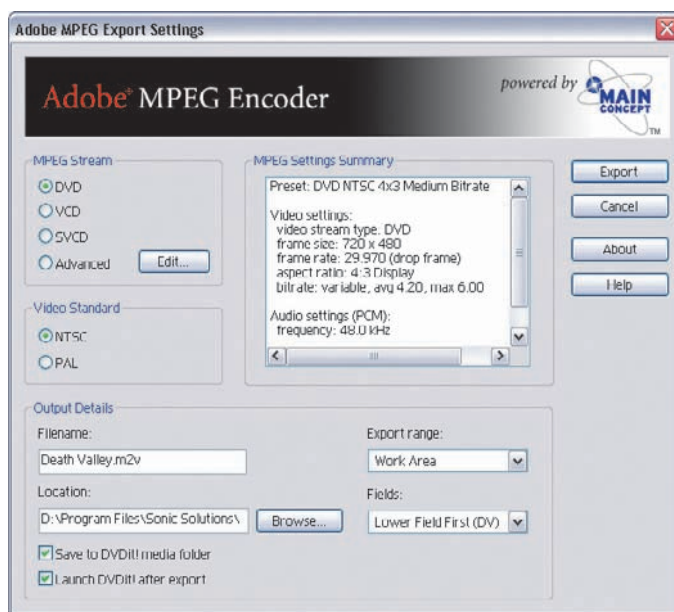 Adobe MPEG Export Settings
Adobe® MPEG Encoder
powered by
MAIN
CONCEPT
TM
MPEG Stream
DVD
VCD
SVCD
Advanced
Edit...
Video Standard
NTSC
PAL
MPEG Settings Summary
Preset: DVD NTSC 4x3 Medium Bitrate
Video settings:
video stream type: DVD
frame size: 720 x 480
frame rate: 29.970 (drop frame)
aspect ratio: 4:3 Display
bitrate: variable, avg 4.20, max 6.00
Audio settings (PCM):
frequency: 48.0 kHz
Export
Cancel
About
Help
Output Details
Filename:
Death Valley.m2v
Location:
D:\Program Files\Sonic Solutions\
Browse...
Save to DVDit! media folder
Launch DVDit! after export
Export range:
Work Area
Fields:
Lower Field First (DV)